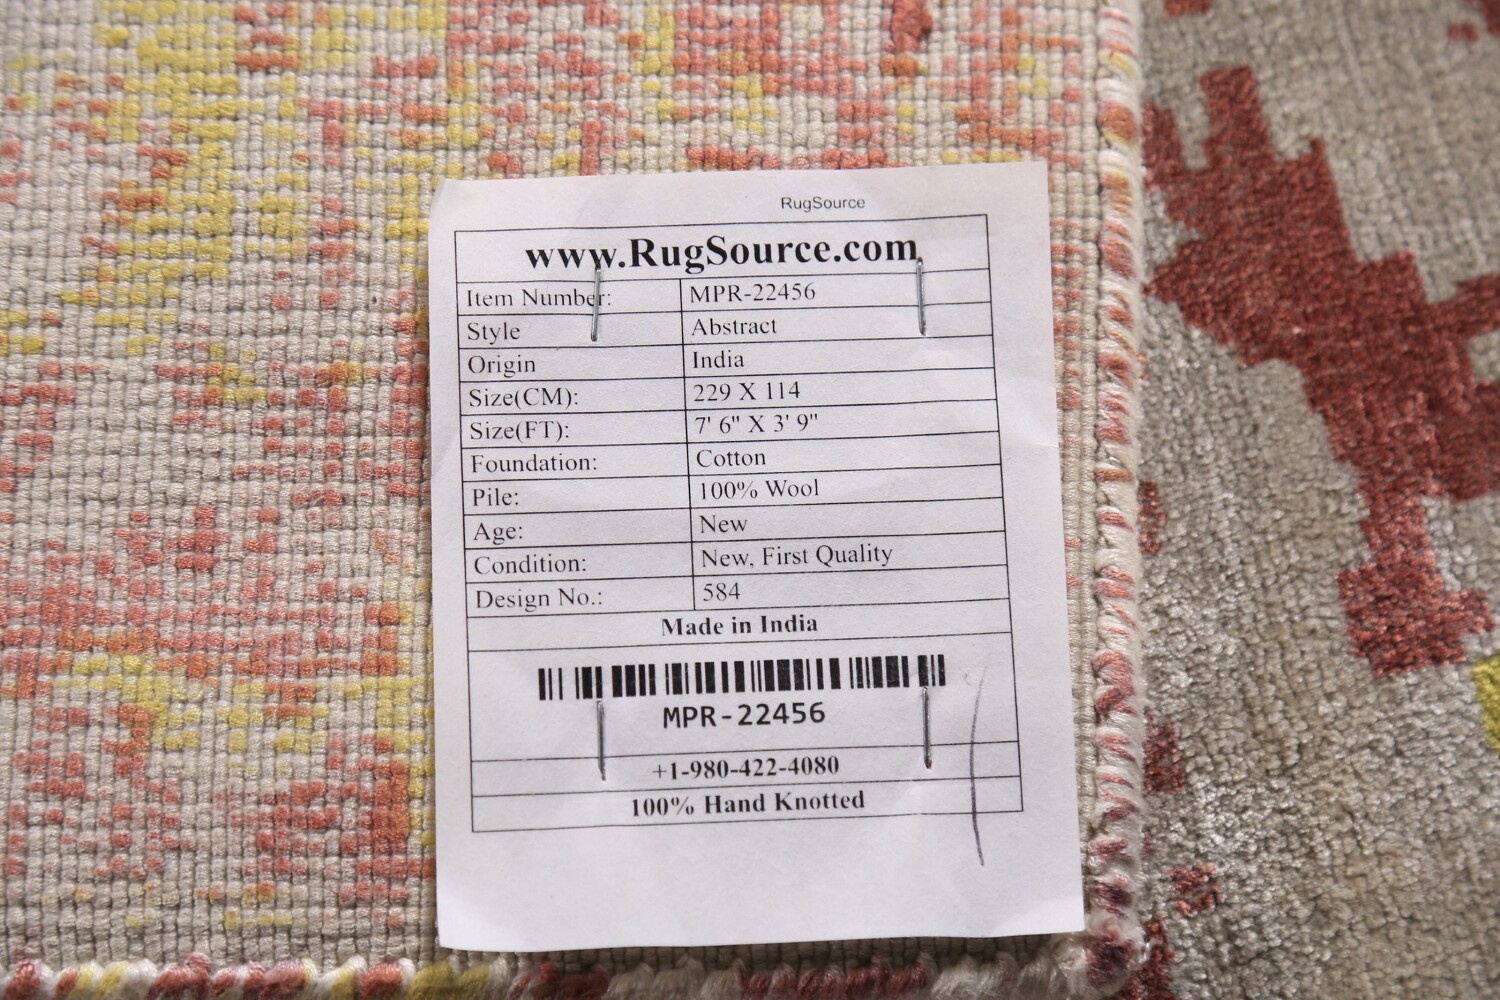 RugSource
www.RugSource.com
Item Number: MPR-22456
Style Abstract
Origin India
Size(CM): 229 X 114
Size(FT): 7' 6" X 3' 9"
Foundation: Cotton
Pile: 100% Wool
Age: New
Condition: New, First Quality
Design No.: 584
Made in India
MPR-22456
+1-980-422-4080
100% Hand Knotted